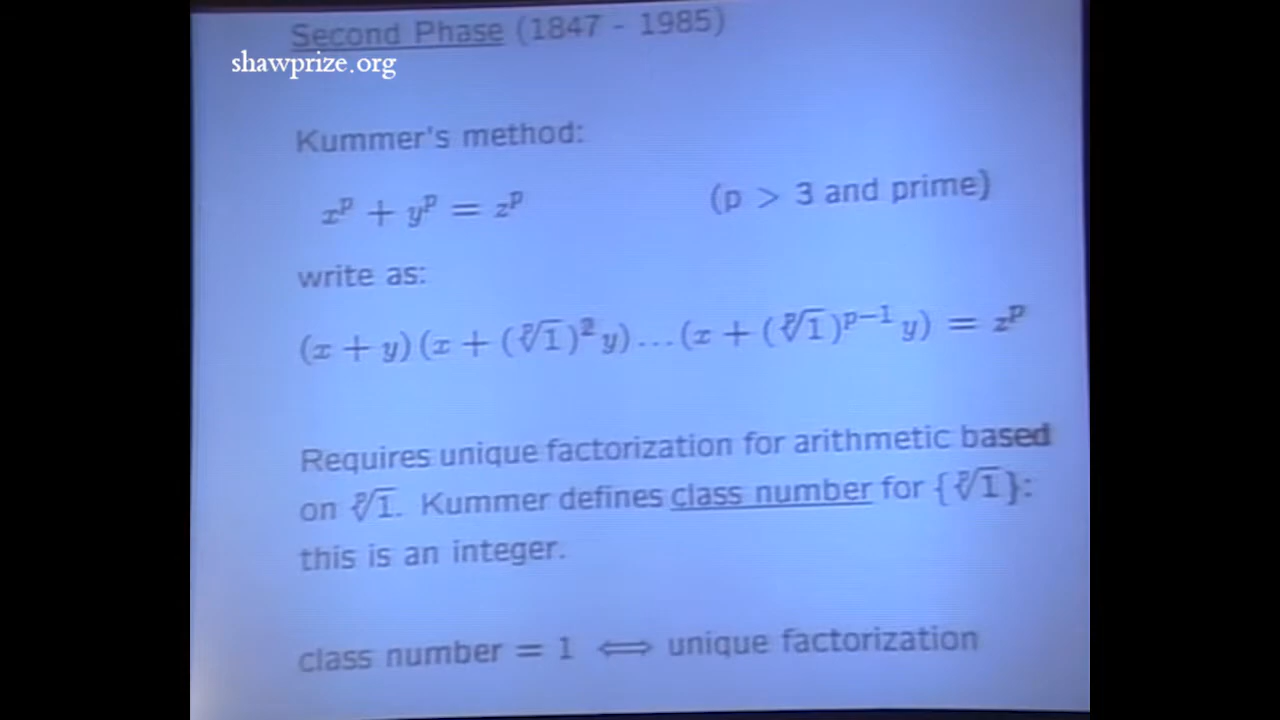 Second Phase (1847 - 1985)
shawprize.org
Kummer's method:
x^p + y^p = z^p (p > 3 and prime)
write as:
(x + y)(x + (ᵖ√1)²y)...(x + (ᵖ√1)^{p−1}y) = z^p
Requires unique factorization for arithmetic based
on ᵖ√1. Kummer defines class number for {ᵖ√1}:
this is an integer.
class number = 1 ⟺ unique factorization